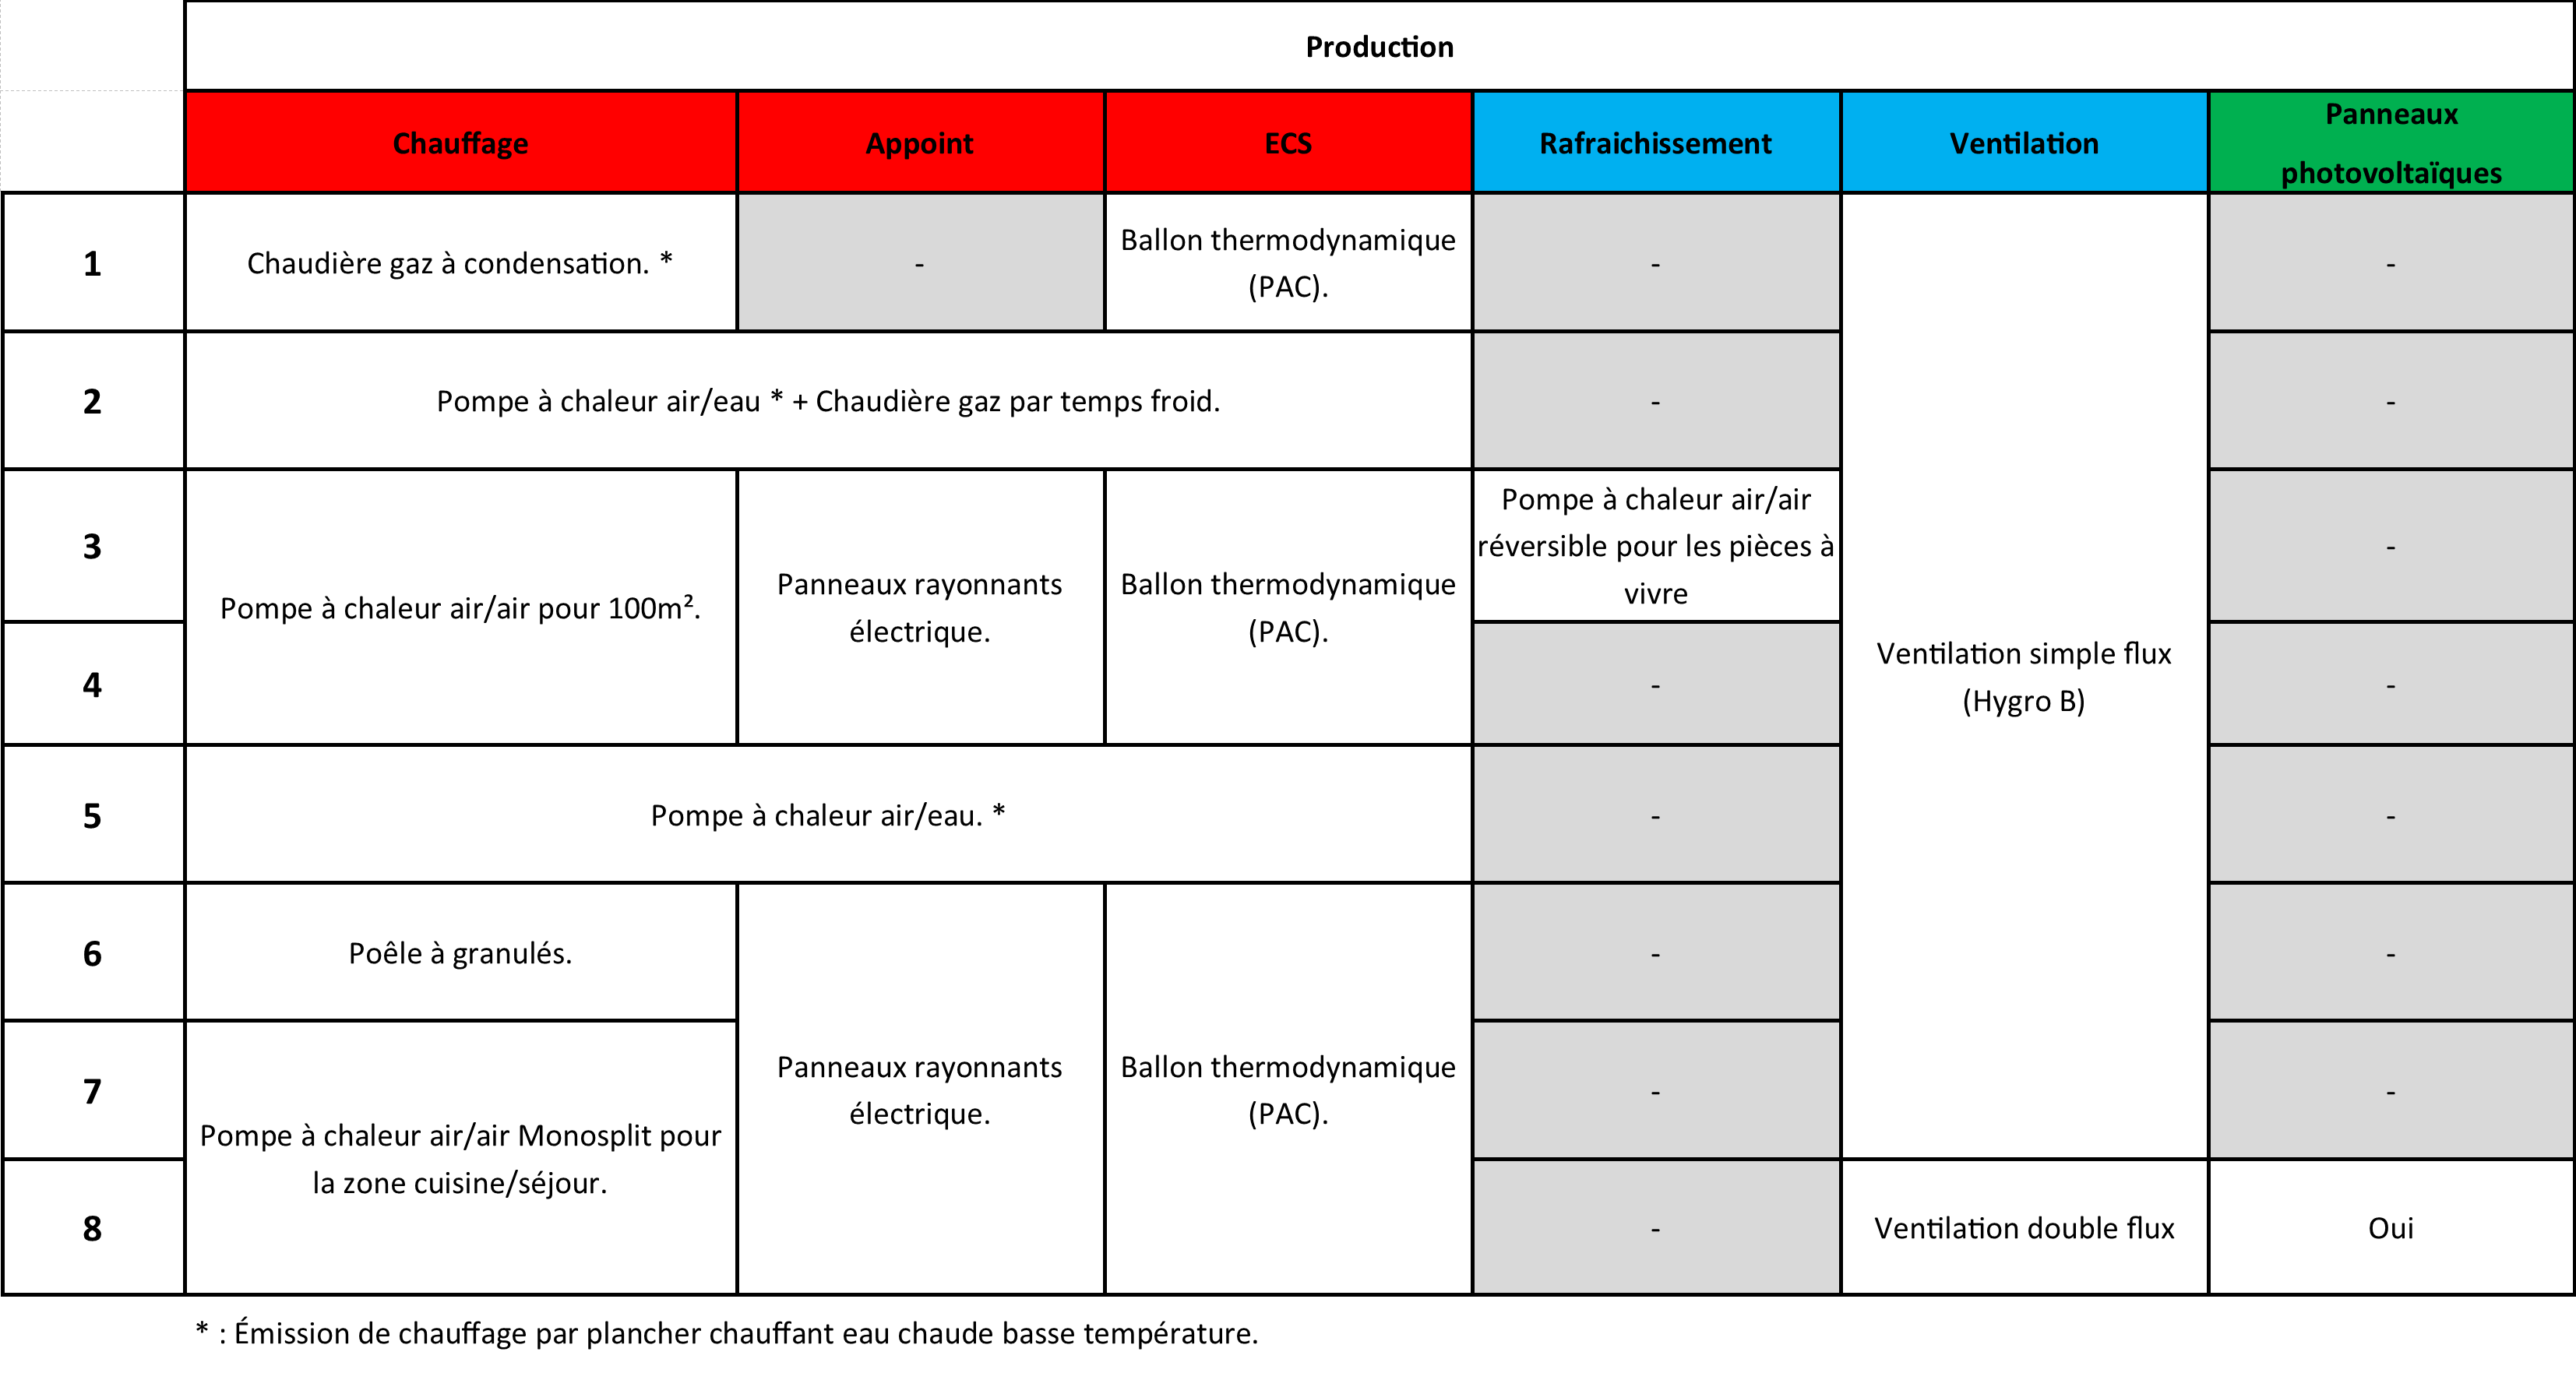 Production
Chauffage
Appoint
ECS
Rafraichissement
Ventilation
Panneaux
photovoltaïques
1
Chaudière gaz à condensation. *
-
Ballon thermodynamique
(PAC).
-
-
2
Pompe à chaleur air/eau * + Chaudière gaz par temps froid.
-
-
3
Pompe à chaleur air/air pour 100m².
Panneaux rayonnants
électrique.
Ballon thermodynamique
(PAC).
Pompe à chaleur air/air
réversible pour les pièces à
vivre
Ventilation simple flux
(Hygro B)
-
4
-
-
5
Pompe à chaleur air/eau. *
-
-
6
Poêle à granulés.
Panneaux rayonnants
électrique.
Ballon thermodynamique
(PAC).
-
-
7
Pompe à chaleur air/air Monosplit pour
la zone cuisine/séjour.
-
-
8
-
Ventilation double flux
Oui
* : Émission de chauffage par plancher chauffant eau chaude basse température.